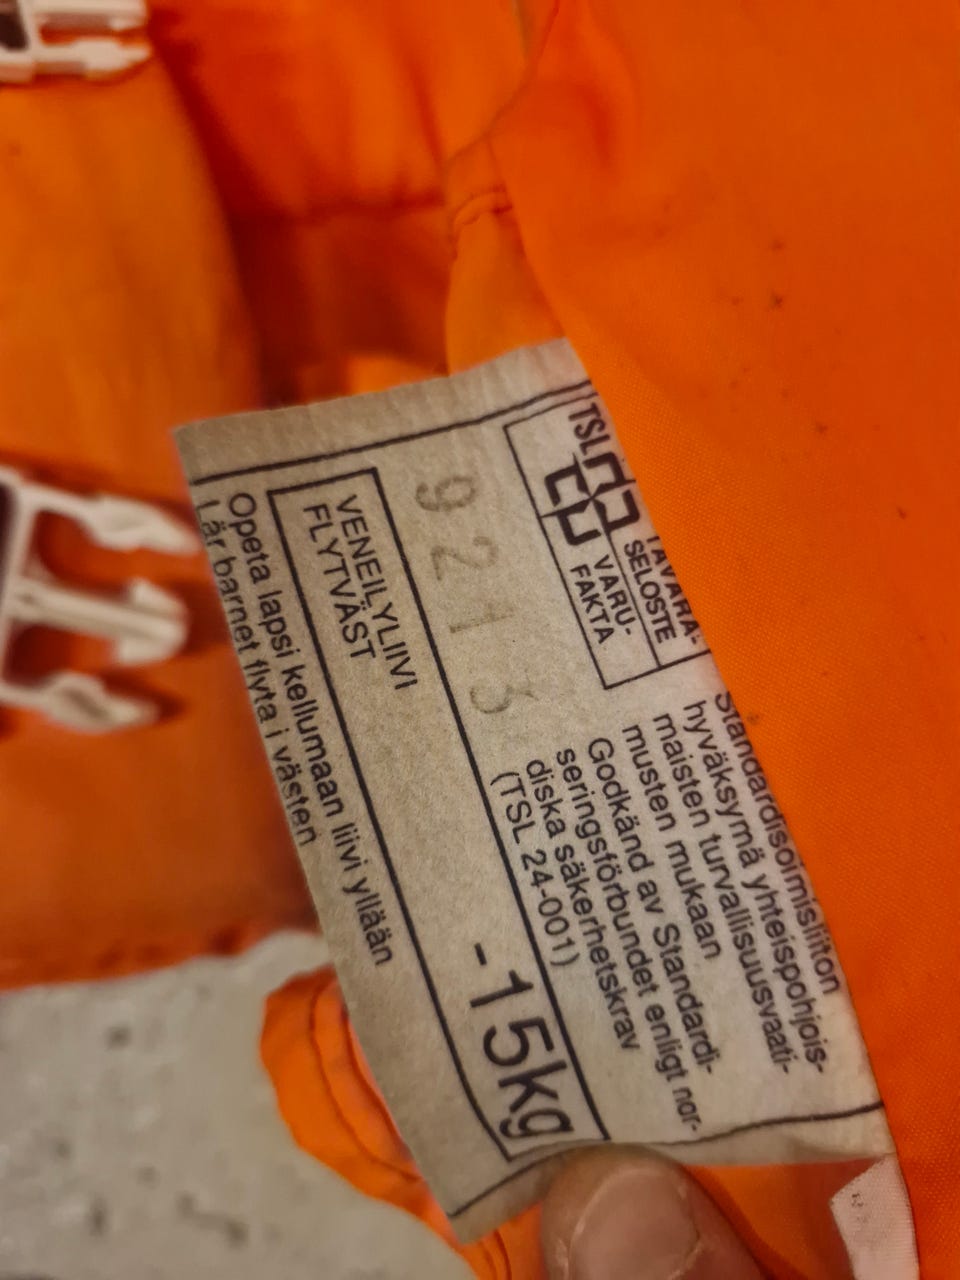 TSL
TAVARA-
SELOSTE
VARU-
FAKTA
Standardisoimisliiton
hyväksymä yhteispohjois-
maisten turvallisuusvaati-
musten mukaan
Godkänd av Standardi-
seringsförbundet enligt nor-
diska säkerhetskrav
(TSL 24-001)
9213
VENEILYLIIVI
FLYTVÄST
-15kg
Opeta lapsi kellumaan liivi yllään
Lär barnet flyta i västen